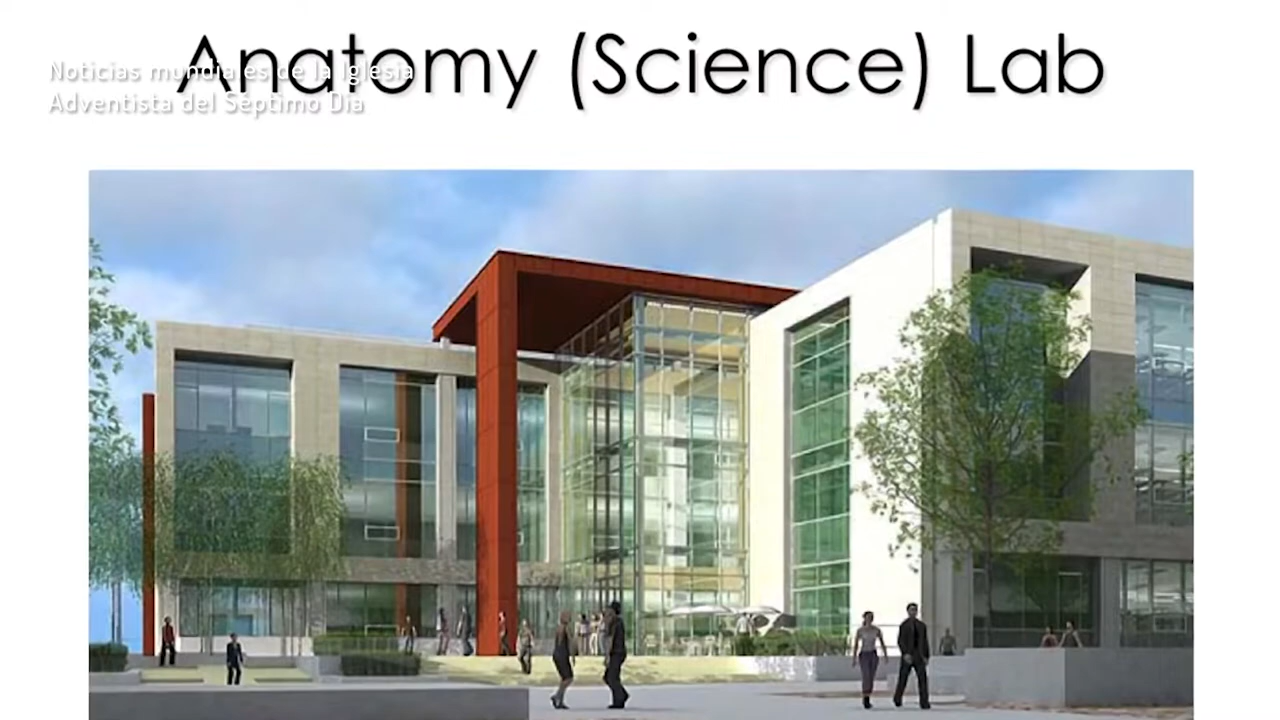 Anatomy (Science) Lab
Noticias mundiales de la Iglesia
Adventista del Séptimo Día